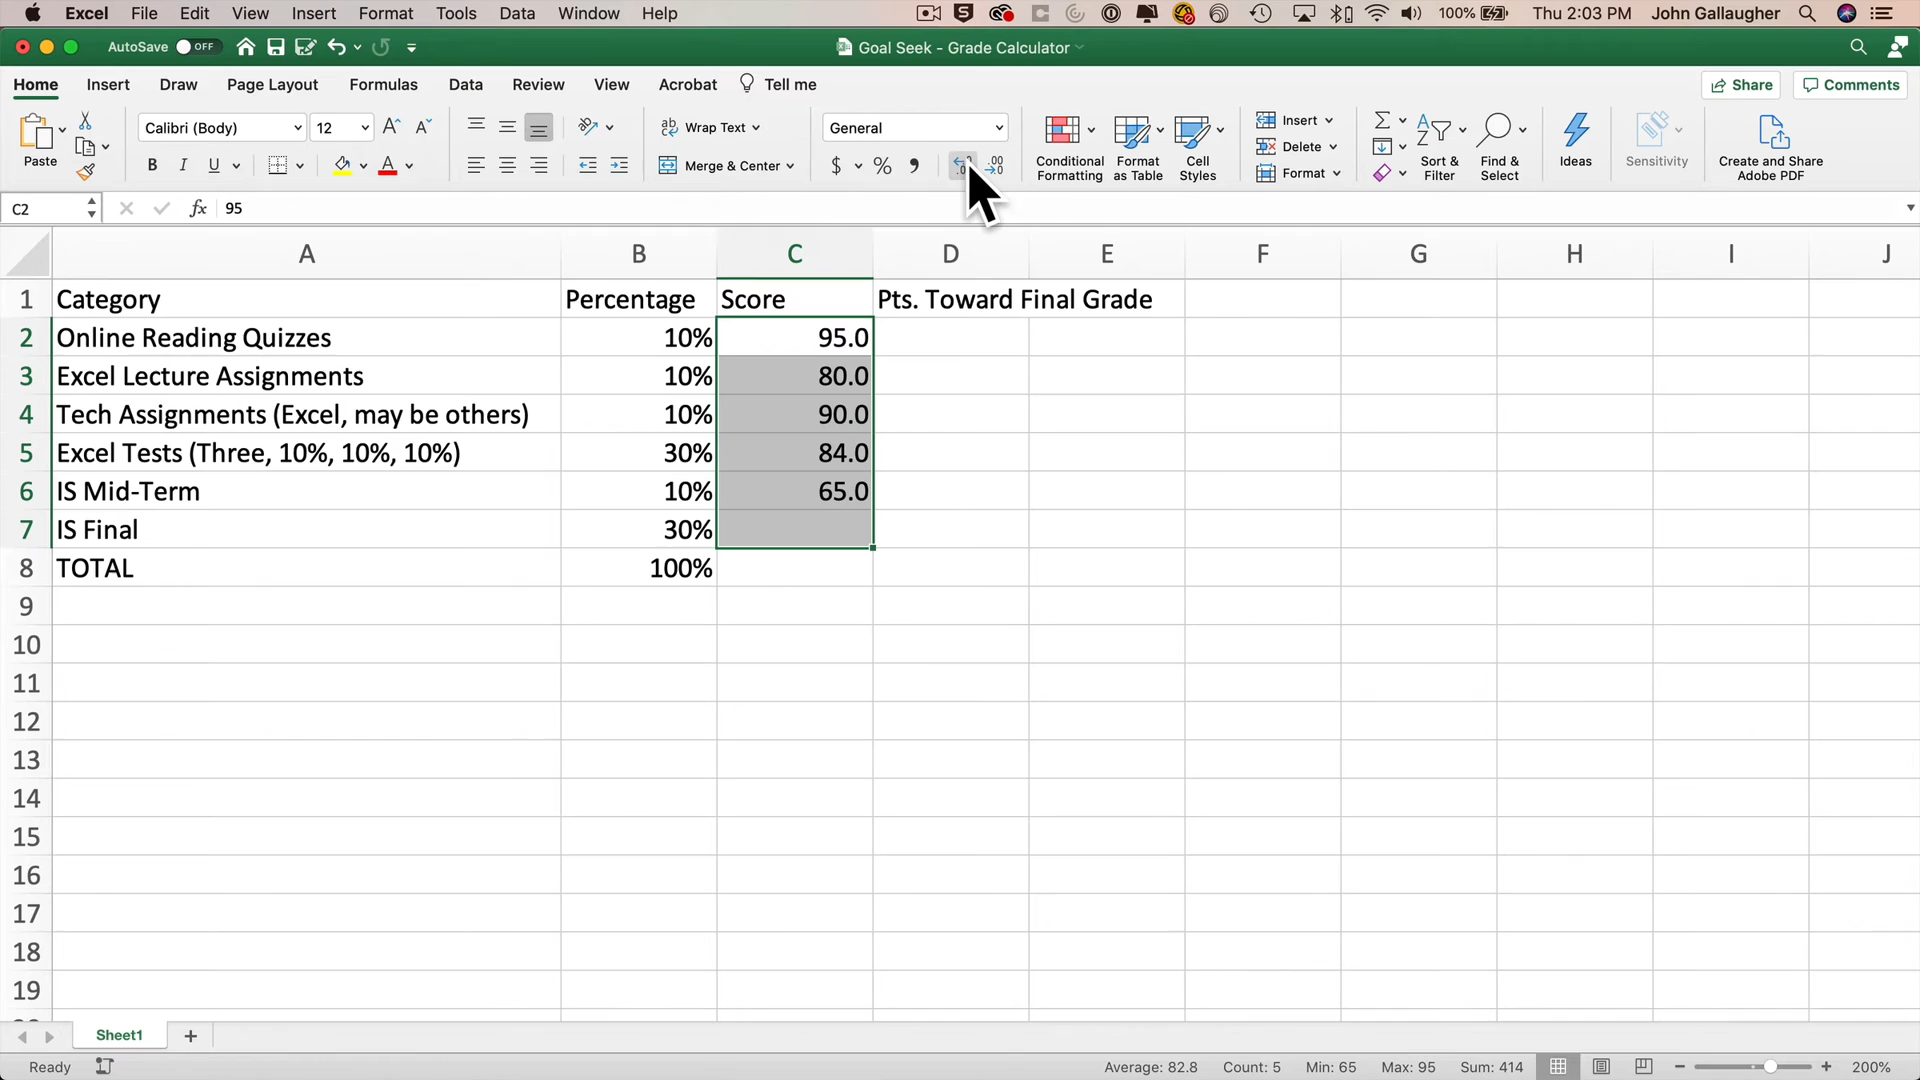 Excel File Edit View Insert Format Tools Data Window Help 100% Thu 2:03 PM John Gallaugher
AutoSave OFF Goal Seek - Grade Calculator
Home Insert Draw Page Layout Formulas Data Review View Acrobat Tell me Share Comments
Paste Calibri (Body) 12 Wrap Text General Insert
B I U Merge & Center $ % Delete
Format
Conditional Formatting
Format as Table
Cell Styles
Sort & Filter
Find & Select
Ideas
Sensitivity
Create and Share Adobe PDF
C2 fx 95
A B C D E F G H I J
1 Category Percentage Score Pts. Toward Final Grade
2 Online Reading Quizzes 10% 95.0
3 Excel Lecture Assignments 10% 80.0
4 Tech Assignments (Excel, may be others) 10% 90.0
5 Excel Tests (Three, 10%, 10%, 10%) 30% 84.0
6 IS Mid-Term 10% 65.0
7 IS Final 30%
8 TOTAL 100%
9
10
11
12
13
14
15
16
17
18
19
Sheet1 +
Ready Average: 82.8 Count: 5 Min: 65 Max: 95 Sum: 414 200%